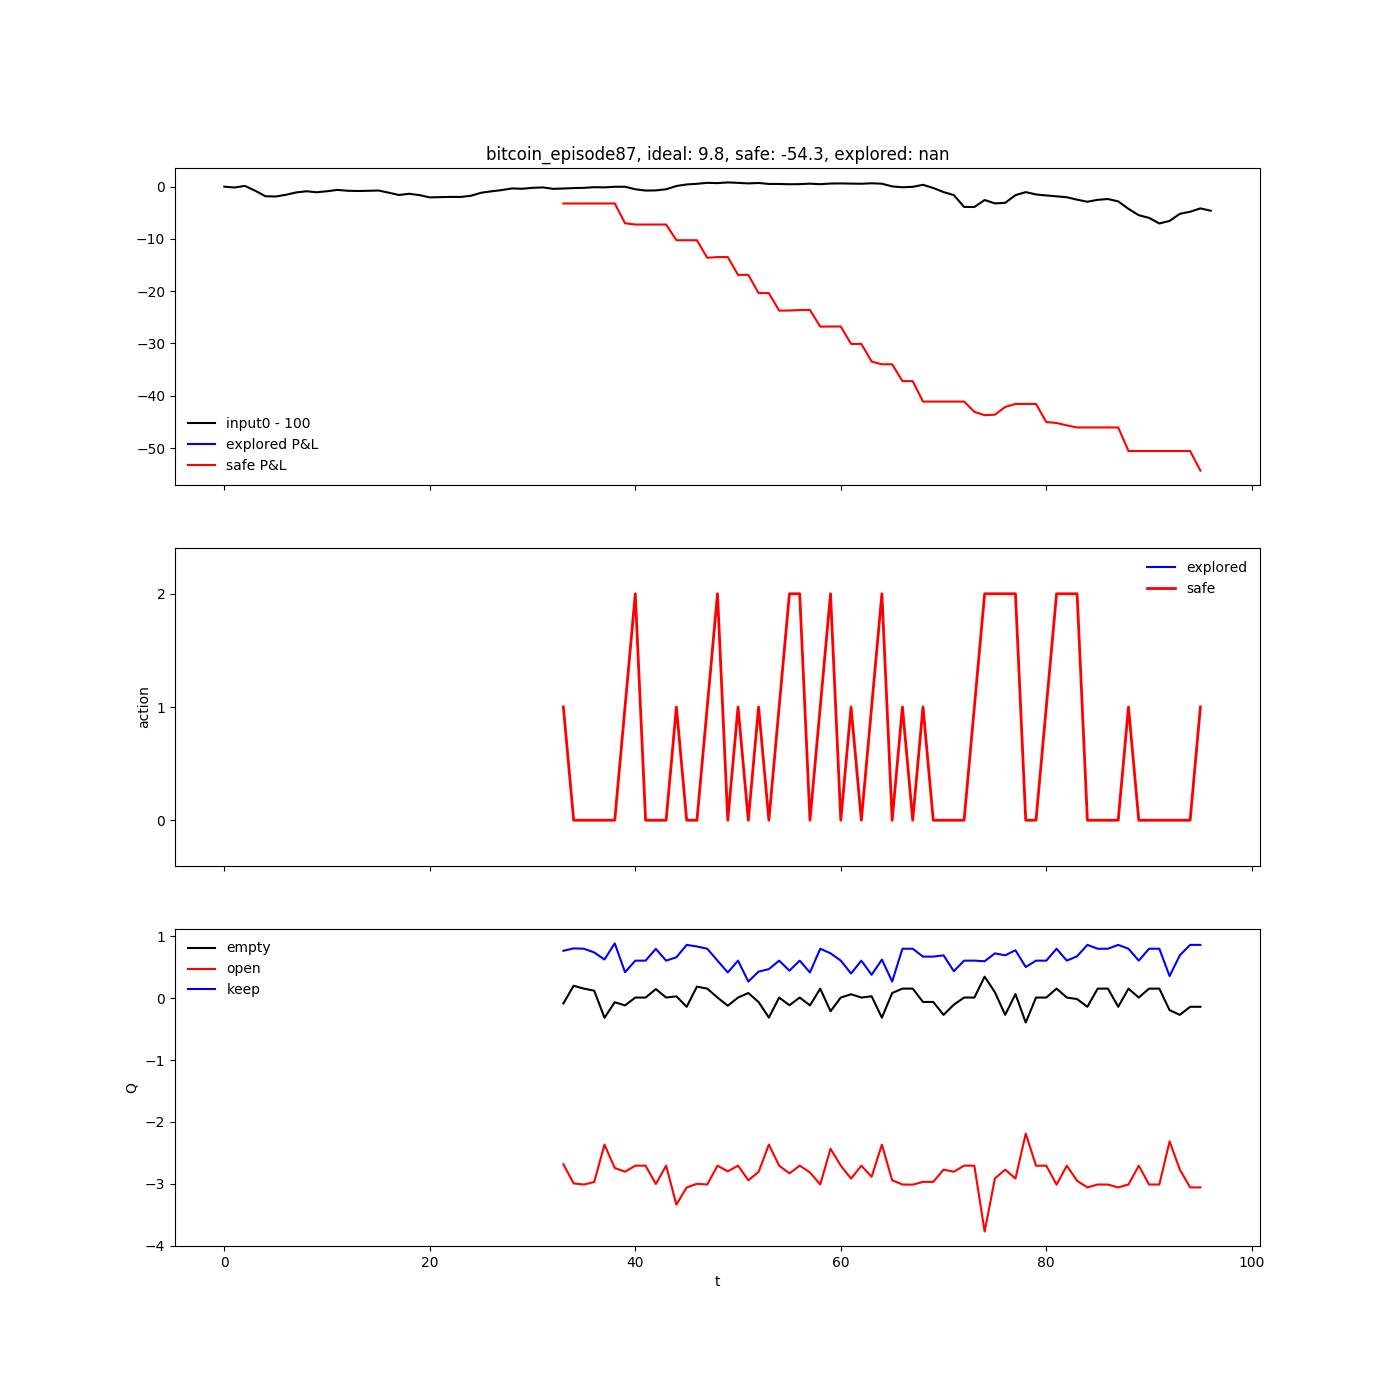 bitcoin_episode87, ideal: 9.8, safe: -54.3, explored: nan
0
−10
−20
−30
−40
−50
input0 - 100
explored P&L
safe P&L
2
1
0
action
explored
safe
1
0
−1
−2
−3
−4
Q
empty
open
keep
0 20 40 60 80 100
t